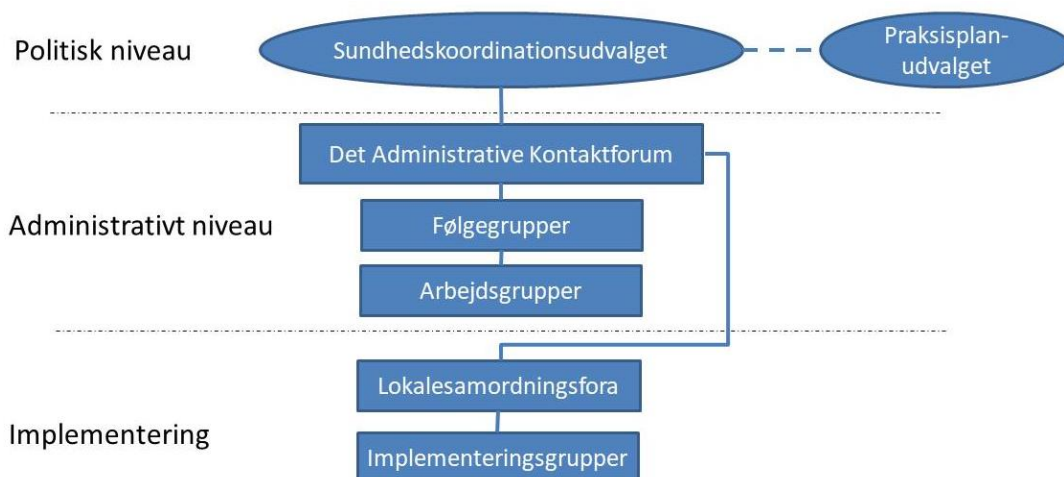 Politisk niveau
Sundhedskoordinationsudvalget
Praksisplan-
udvalget
Det Administrative Kontaktforum
Administrativt niveau
Følgegrupper
Arbejdsgrupper
Lokalesamordningsfora
Implementering
Implementeringsgrupper